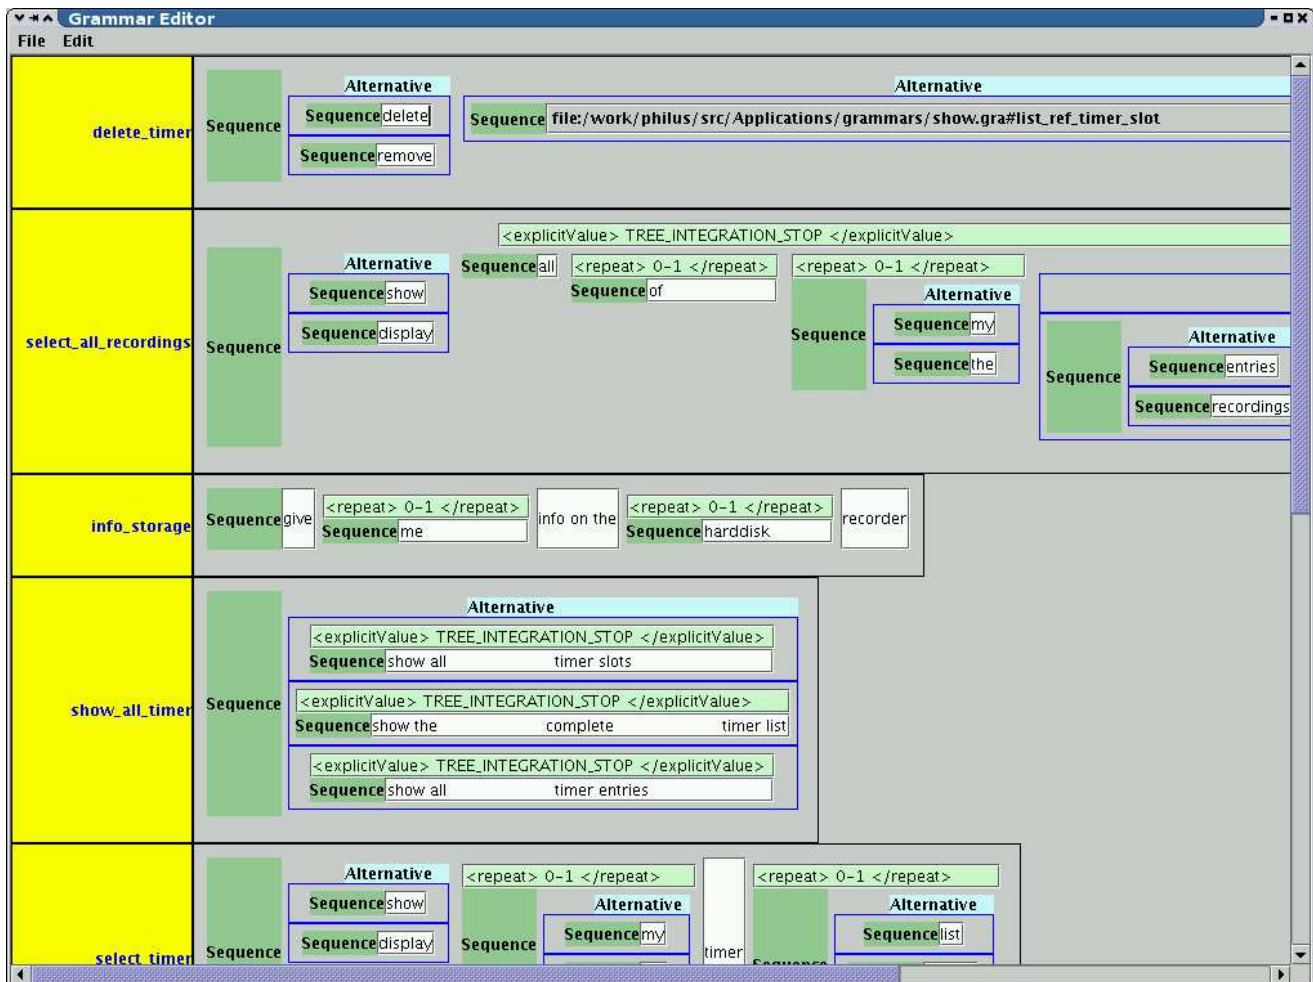 Grammar Editor
File Edit
delete_timer
Sequence
Alternative
Sequence delete
Sequence remove
Alternative
Sequence file:/work/philus/src/Applications/grammars/show.gra#list_ref_timer_slot
select_all_recordings
Sequence
Alternative
Sequence show
Sequence display
<explicitValue> TREE_INTEGRATION_STOP </explicitValue>
Sequence all
<repeat> 0-1 </repeat>
Sequence of
<repeat> 0-1 </repeat>
Sequence
Alternative
Sequence my
Sequence the
Sequence
Alternative
Sequence entries
Sequence recordings
info_storage
Sequence give
<repeat> 0-1 </repeat>
Sequence me
info on the
<repeat> 0-1 </repeat>
Sequence harddisk
recorder
show_all_timer
Sequence
Alternative
<explicitValue> TREE_INTEGRATION_STOP </explicitValue>
Sequence show all timer slots
<explicitValue> TREE_INTEGRATION_STOP </explicitValue>
Sequence show the complete timer list
<explicitValue> TREE_INTEGRATION_STOP </explicitValue>
Sequence show all timer entries
select_timer
Sequence
Alternative
Sequence show
Sequence display
<repeat> 0-1 </repeat>
Sequence
Alternative
Sequence my
timer
<repeat> 0-1 </repeat>
Sequence
Alternative
Sequence list